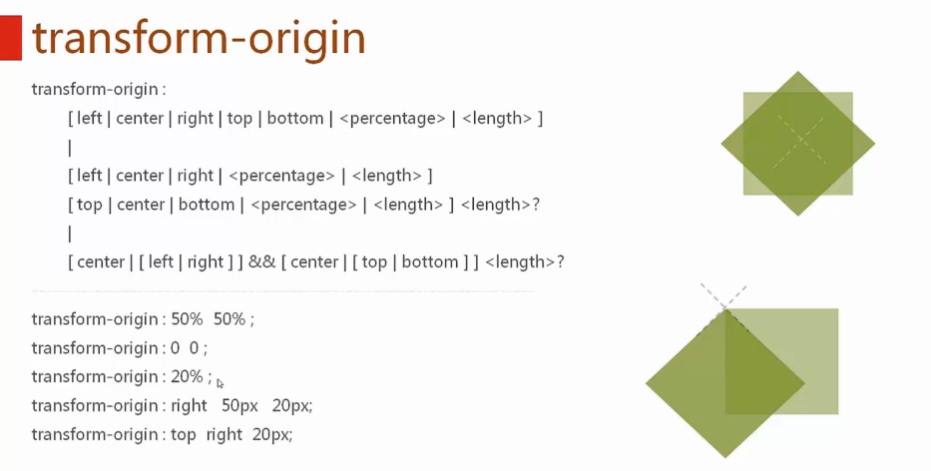 transform-origin
transform-origin :
[ left | center | right | top | bottom | <percentage> | <length> ]
|
[ left | center | right | <percentage> | <length> ]
[ top | center | bottom | <percentage> | <length> ] <length>?
|
[ center | [ left | right ] ] && [ center | [ top | bottom ] ] <length>?
transform-origin : 50% 50% ;
transform-origin : 0 0 ;
transform-origin : 20% ;
transform-origin : right 50px 20px;
transform-origin : top right 20px;